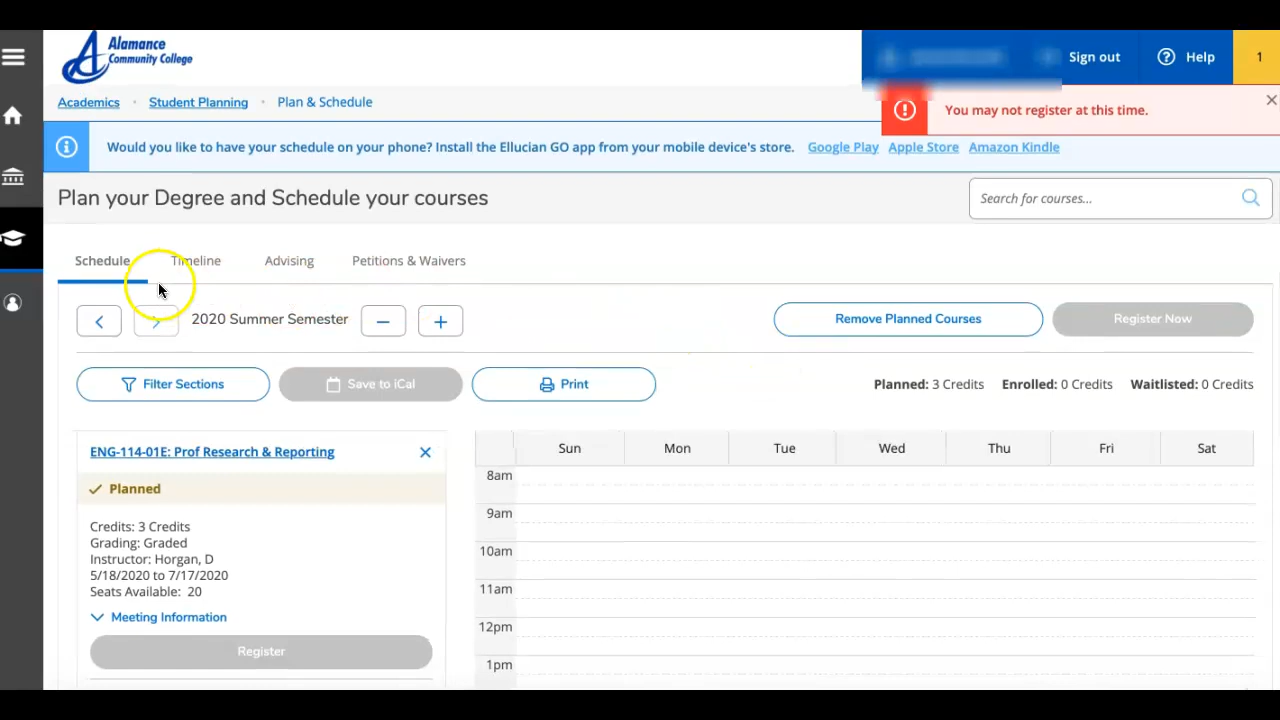 Alamance
Community College
Sign out
Help
1
Academics · Student Planning · Plan & Schedule
You may not register at this time.
Would you like to have your schedule on your phone? Install the Ellucian GO app from your mobile device's store. Google Play Apple Store Amazon Kindle
Plan your Degree and Schedule your courses
Search for courses...
Schedule Timeline Advising Petitions & Waivers
2020 Summer Semester
Remove Planned Courses
Register Now
Filter Sections
Save to iCal
Print
Planned: 3 Credits Enrolled: 0 Credits Waitlisted: 0 Credits
ENG-114-01E: Prof Research & Reporting
Planned
Credits: 3 Credits
Grading: Graded
Instructor: Horgan, D
5/18/2020 to 7/17/2020
Seats Available: 20
Meeting Information
Register
Sun Mon Tue Wed Thu Fri Sat
8am
9am
10am
11am
12pm
1pm